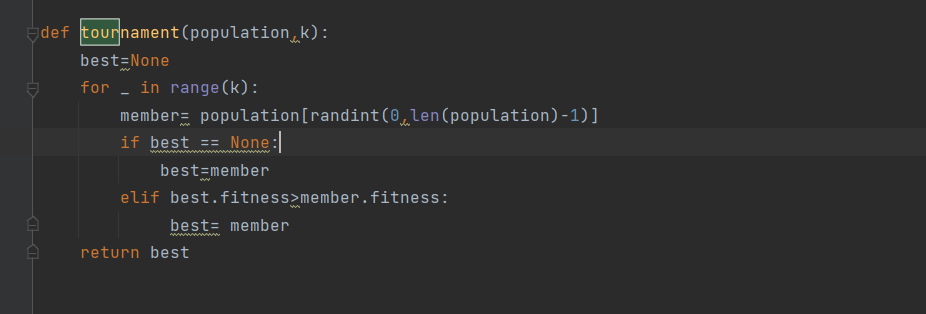 def tournament(population,k):
    best=None
    for _ in range(k):
        member= population[randint(0,len(population)-1)]
        if best == None:
            best=member
        elif best.fitness>member.fitness:
             best= member
    return best